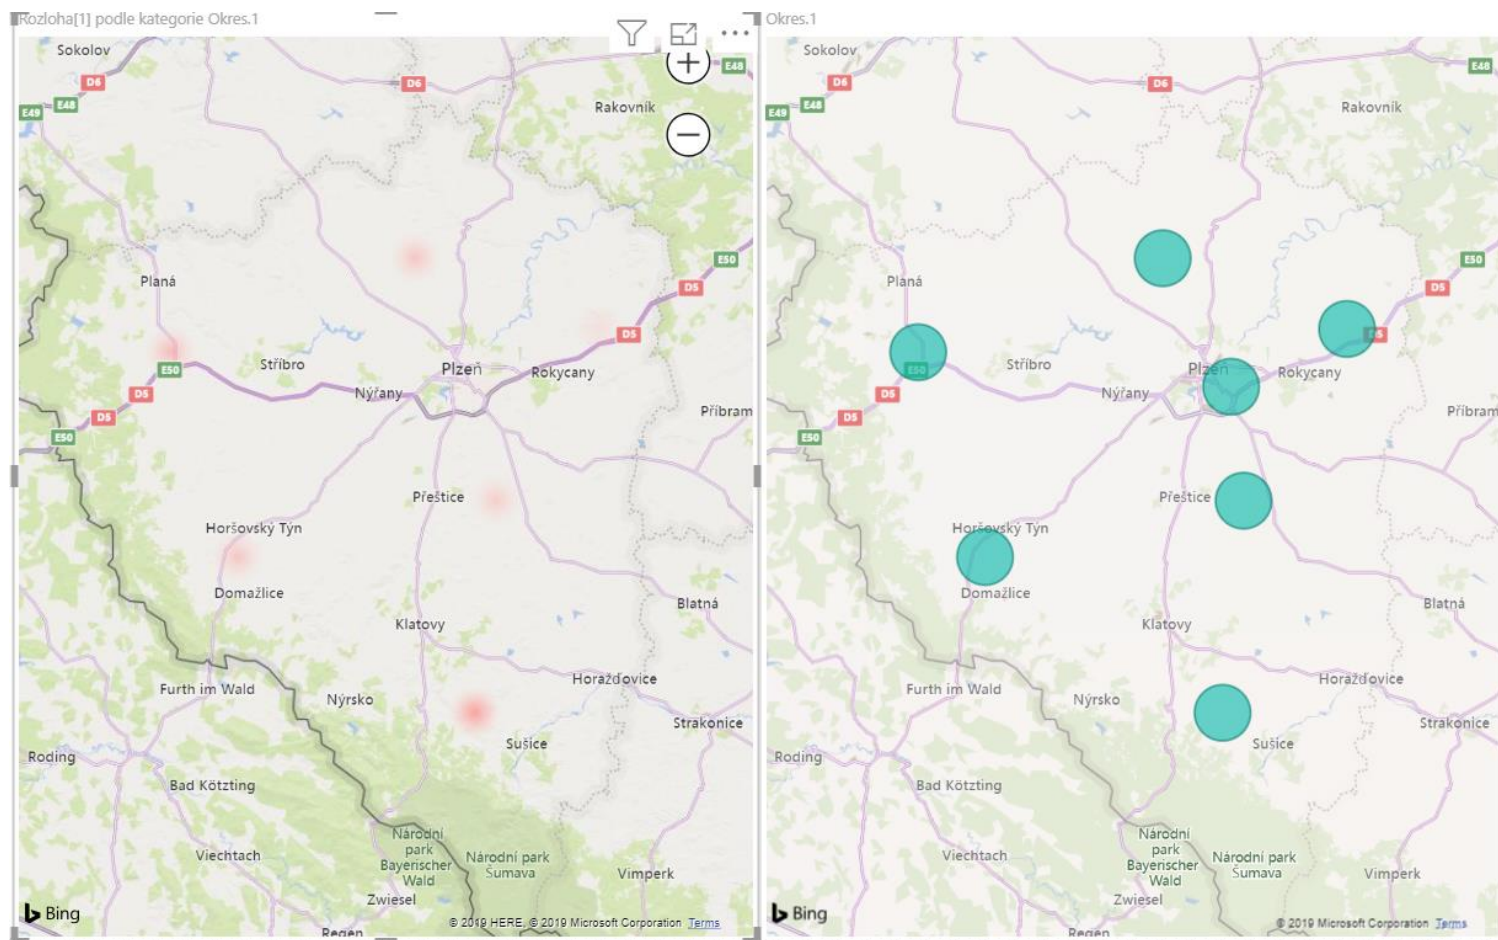 Rozloha[1] podle kategorie Okres.1
Sokolov
D6
D6
E48
E49
E48
Rakovník
Planá
E50
D5
D5
E50
Stříbro
Plzeň
Rokycany
D5
Nýřany
D5
Příbram
E50
Přeštice
Horšovský Týn
Domažlice
Blatná
Klatovy
Horažďovice
Furth im Wald
Nýrsko
Strakonice
Sušice
Roding
Bad Kötzting
Národní
park
Bayerischer
Wald
Viechtach
Národní park
Šumava
Vimperk
Zwiesel
Bing
© 2019 HERE, © 2019 Microsoft Corporation Terms
Regen
Okres.1
Sokolov
D6
D6
E48
E49
E48
Rakovník
Planá
E50
D5
D5
E50
Stříbro
Plzeň
Rokycany
D5
Nýřany
D5
Příbram
E50
Přeštice
Horšovský Týn
Domažlice
Blatná
Klatovy
Horažďovice
Furth im Wald
Nýrsko
Strakonice
Sušice
Roding
Bad Kötzting
Národní
park
Bayerischer
Wald
Viechtach
Národní park
Šumava
Vimperk
Zwiesel
Bing
© 2019 Microsoft Corporation Terms
Regen